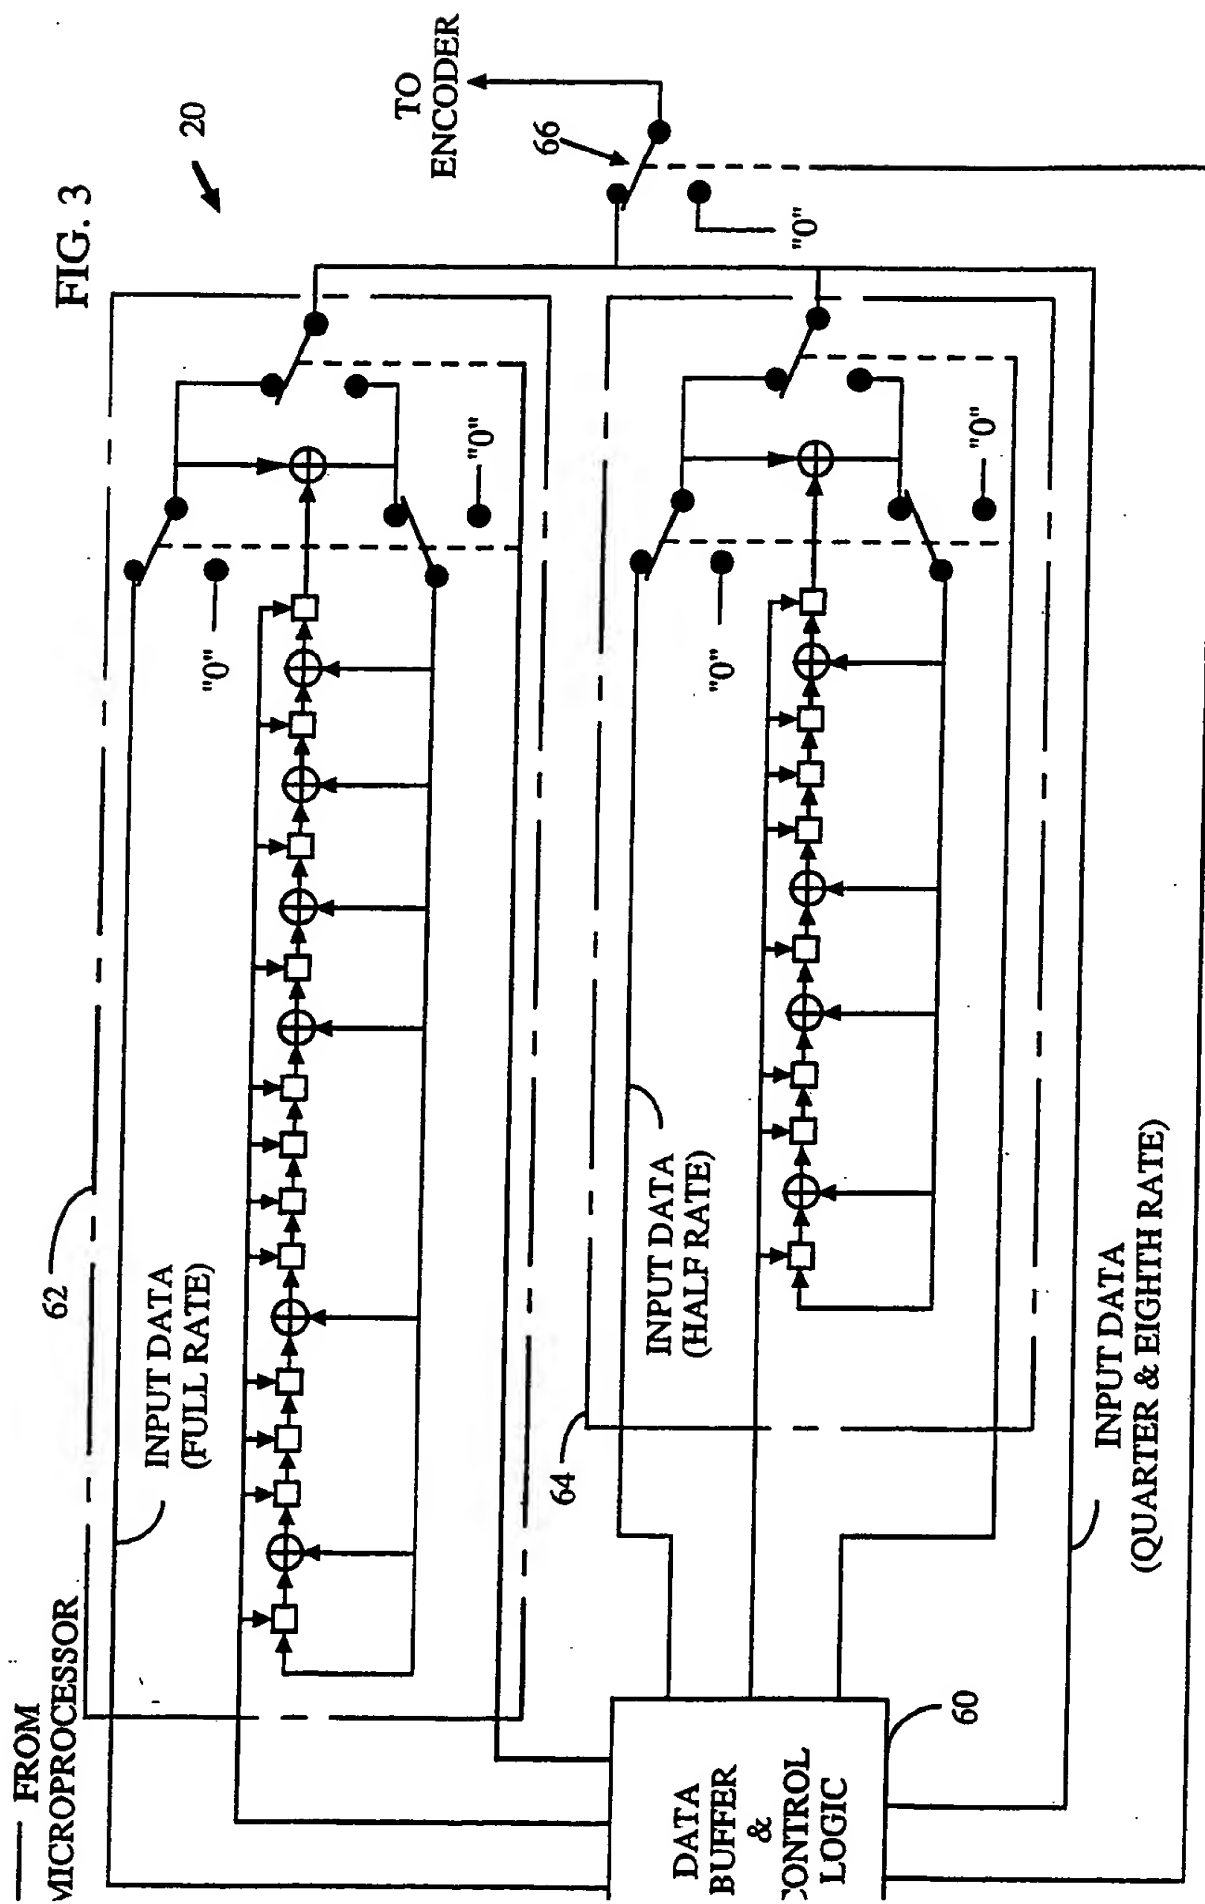 FIG. 3
20
FROM
MICROPROCESSOR
62
INPUT DATA
(FULL RATE)
"0"
"0"
TO
ENCODER
66
"0"
64
INPUT DATA
(HALF RATE)
"0"
"0"
DATA
BUFFER
&
CONTROL
LOGIC
60
INPUT DATA
(QUARTER & EIGHTH RATE)